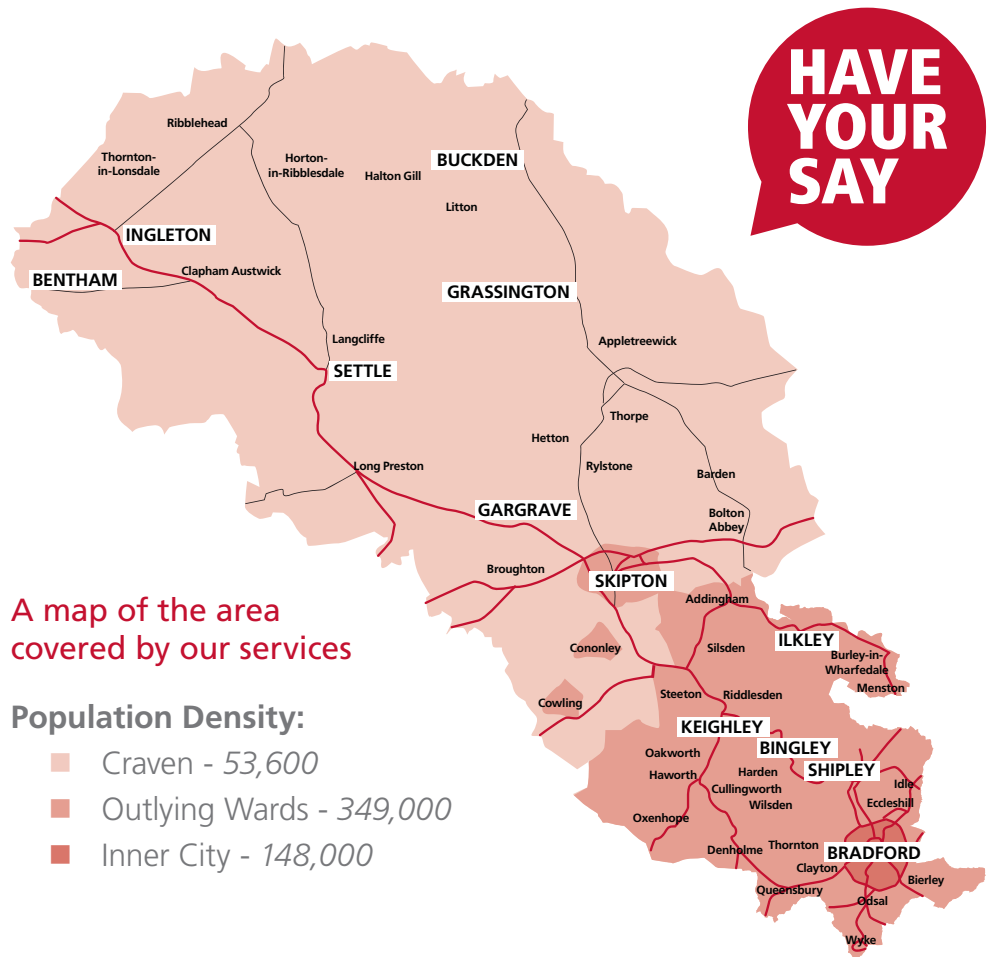 HAVE
YOUR
SAY
Ribblehead
Thornton-
in-Lonsdale
Horton-
in-Ribblesdale
Halton Gill
BUCKDEN
Litton
INGLETON
BENTHAM
Clapham Austwick
GRASSINGTON
Langcliffe
Appletreewick
SETTLE
Thorpe
Hetton
Rylstone
Long Preston
Barden
GARGRAVE
Bolton
Abbey
Broughton
SKIPTON
Addingham
A map of the area
covered by our services
ILKLEY
Cononley
Silsden
Burley-in-
Wharfedale
Menston
Steeton
Riddlesden
Cowling
Population Density:
Craven - 53,600
Outlying Wards - 349,000
Inner City - 148,000
KEIGHLEY
BINGLEY
Oakworth
SHIPLEY
Haworth
Harden
Cullingworth
Idle
Wilsden
Eccleshill
Oxenhope
Denholme
Thornton
BRADFORD
Clayton
Bierley
Queensbury
Odsal
Wyke